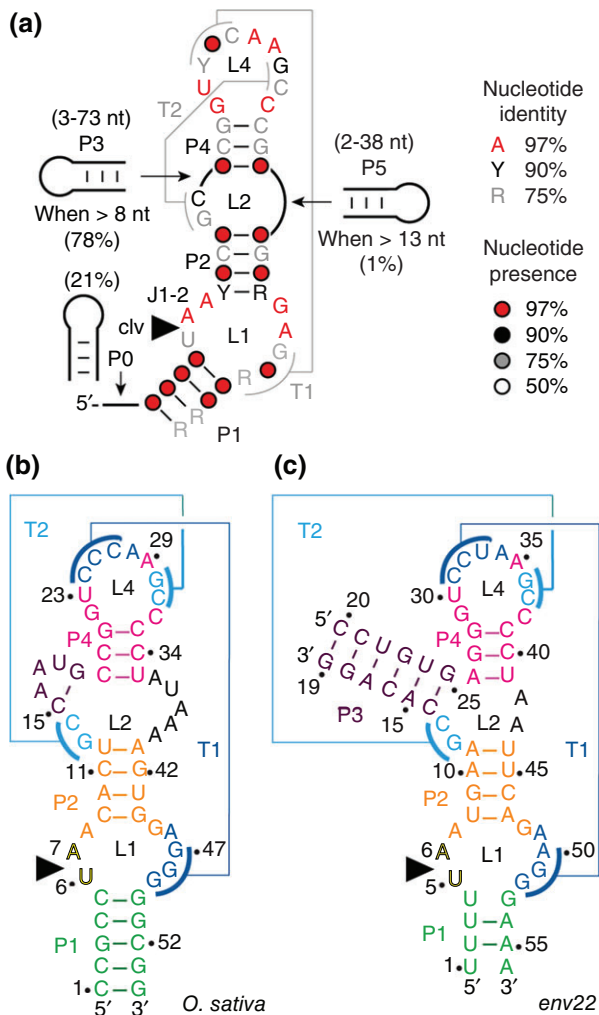 (a)
C A A
Y G
L4
U C
T2 G C
(3-73 nt)
P3
G C
G G
P4
C G
(2-38 nt)
P5
C
L2
G
When > 8 nt
(78%)
When > 13 nt
(1%)
C G
P2
Y R
(21%)
J1-2
A
A
U
clv
L1
G
A
G
R
T1
P0
5′
R
R
P1
Nucleotide
identity
A 97%
Y 90%
R 75%
Nucleotide
presence
97%
90%
75%
50%
(b)
T2
29
C C A A
C G
C C
L4
23 U C
G C
P4 G C
C C 34
C U
U G A
A U
A C A
15 C A
G L2 A
U A
11 C G 42
P2 A U
C G
A G
7 A A
L1 G 47
6 U G
G
C G
C G
P1 G C 52
C G
1 C G
5′ 3′
O. sativa
T1
(c)
T2
35
C U A A
C G
C
L4
30 U C
G C
P4 G C
G C 40
A U
20
5′ C C U G U G
3′ G G A C A C 25
19 P3 15
C L2 A
G A
A U
10 A U 45
P2 G C
U A
A G
6 A A
L1 A 50
5 U G
G
U G
U A
P1 U A 55
1 U A
5′ 3′
env22
T1